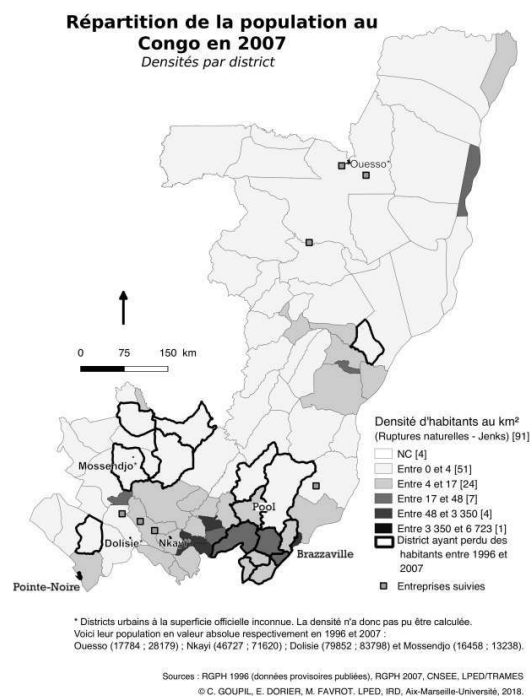 Répartition de la population au
Congo en 2007
Densités par district
Ouesso*
0 75 150 km
Mossendjo*
Pool
Dolisie*
Nkayi*
Brazzaville
Pointe-Noire
Densité d'habitants au km²
(Ruptures naturelles - Jenks) [91]
NC [4]
Entre 0 et 4 [51]
Entre 4 et 17 [24]
Entre 17 et 48 [7]
Entre 48 et 3 350 [4]
Entre 3 350 et 6 723 [1]
District ayant perdu des
habitants entre 1996 et
2007
Entreprises suivies
* Districts urbains à la superficie officielle inconnue. La densité n'a donc pas pu être calculée.
Voici leur population en valeur absolue respectivement en 1996 et 2007 :
Ouesso (17784 ; 28179) ; Nkayi (46727 ; 71620) ; Dolisie (79852 ; 83798) et Mossendjo (16458 ; 13238).
Sources : RGPH 1996 (données provisoires publiées), RGPH 2007, CNSEE, LPED/TRAMES
© C. GOUPIL, E. DORIER, M. FAVROT. LPED, IRD, Aix-Marseille-Université, 2018.